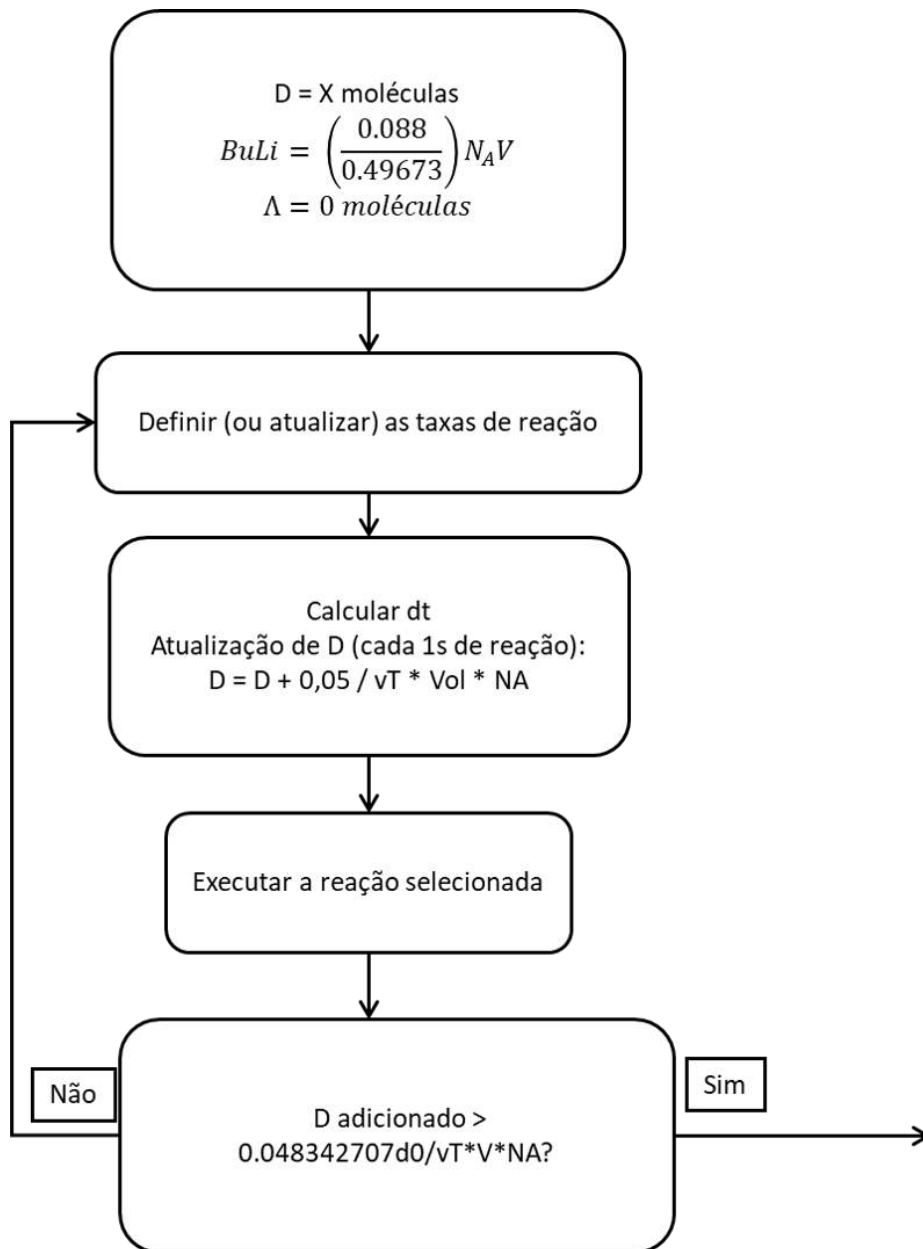 D = X moléculas
BuLi = (0.088/0.49673) N_A V
Λ = 0 moléculas
Definir (ou atualizar) as taxas de reação
Calcular dt
Atualização de D (cada 1s de reação):
D = D + 0,05 / vT * Vol * NA
Executar a reação selecionada
Não
D adicionado >
0.048342707d0/vT*V*NA?
Sim